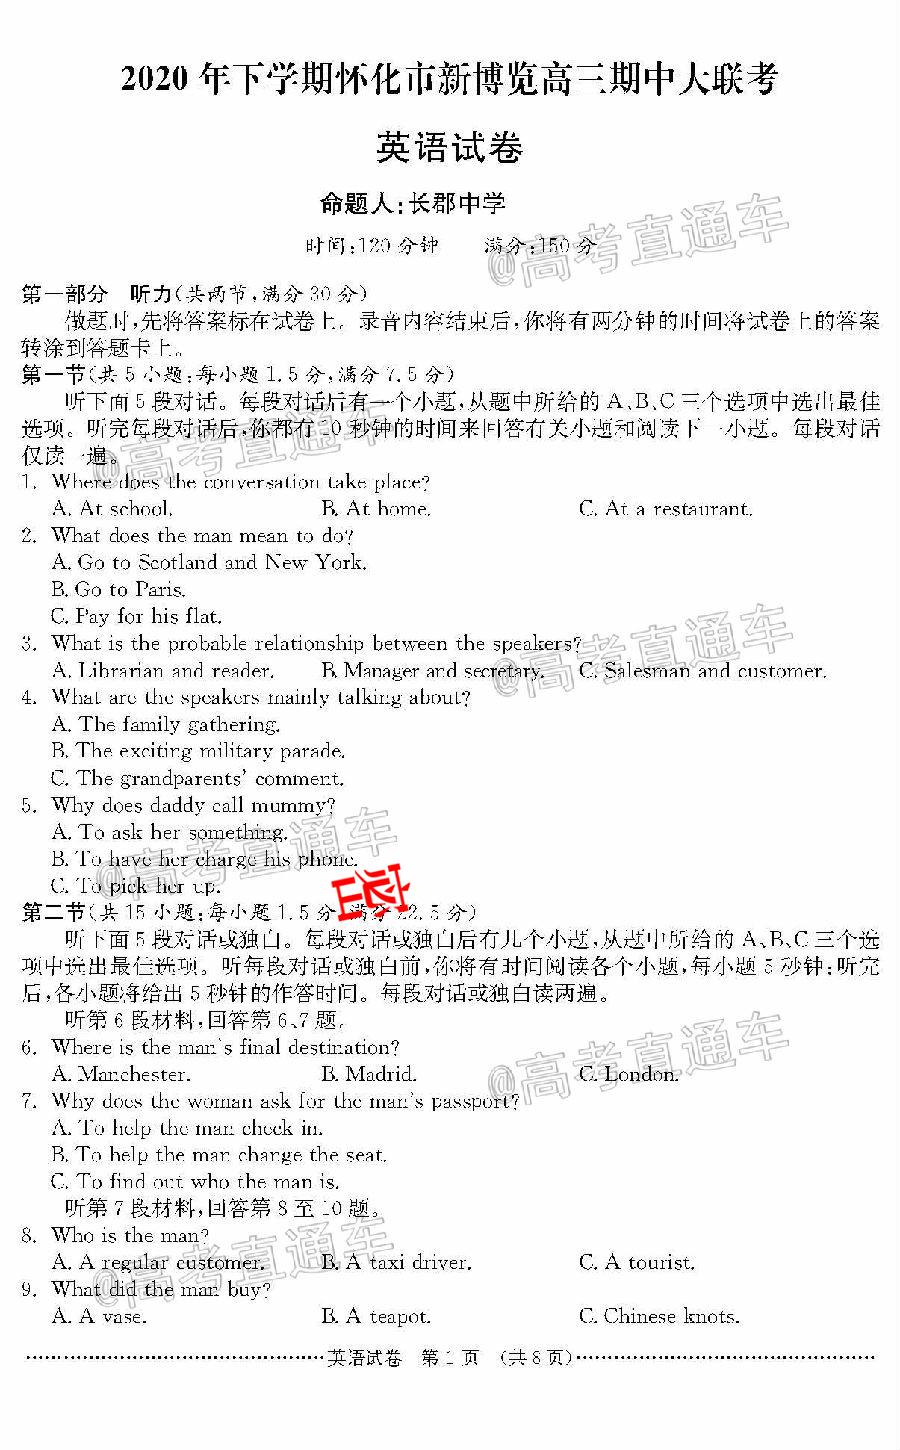 2020 年下学期怀化市新博览高三期中大联考
英语试卷
命题人:长郡中学
时间:120 分钟 满分:150 分
@高考直通车
第一部分 听力(共两节,满分 30 分)
做题时,先将答案标在试卷上。录音内容结束后,你将有两分钟的时间将试卷上的答案
转涂到答题卡上。
第一节(共 5 小题;每小题 1.5 分,满分 7.5 分)
听下面 5 段对话。每段对话后有一个小题,从题中所给的 A、B、C 三个选项中选出最佳
选项。听完每段对话后,你都有 10 秒钟的时间来回答有关小题和阅读下一小题。每段对话
仅读一遍。
@高考直通车
1. Where does the conversation take place?
A. At school. B. At home. C. At a restaurant.
2. What does the man mean to do?
A. Go to Scotland and New York.
B. Go to Paris.
C. Pay for his flat.
3. What is the probable relationship between the speakers?
A. Librarian and reader. B. Manager and secretary. C. Salesman and customer.
@高考直通车
4. What are the speakers mainly talking about?
A. The family gathering.
B. The exciting military parade.
C. The grandparents' comment.
5. Why does daddy call mummy?
A. To ask her something.
B. To have her charge his phone.
C. To pick her up.
@高考直通车
第二节(共 15 小题;每小题 1.5 分,满分 22.5 分)
听下面 5 段对话或独白。每段对话或独白后有几个小题,从题中所给的 A、B、C 三个选
项中选出最佳选项。听每段对话或独白前,你将有时间阅读各个小题,每小题 5 秒钟;听完
后,各小题将给出 5 秒钟的作答时间。每段对话或独白读两遍。
听第 6 段材料,回答第 6、7 题。
6. Where is the man's final destination?
A. Manchester. B. Madrid. C. London.
@高考直通车
7. Why does the woman ask for the man's passport?
A. To help the man check in.
B. To help the man change the seat.
C. To find out who the man is.
听第 7 段材料,回答第 8 至 10 题。
8. Who is the man?
A. A regular customer. B. A taxi driver. C. A tourist.
@高考直通车
9. What did the man buy?
A. A vase. B. A teapot. C. Chinese knots.
英语试卷 第 1 页 (共 8 页)